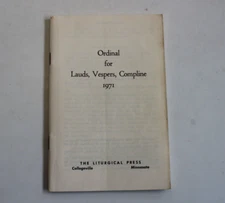 Ordinal
for
Lauds, Vespers, Compline
1971
THE LITURGICAL PRESS
Collegeville Minnesota